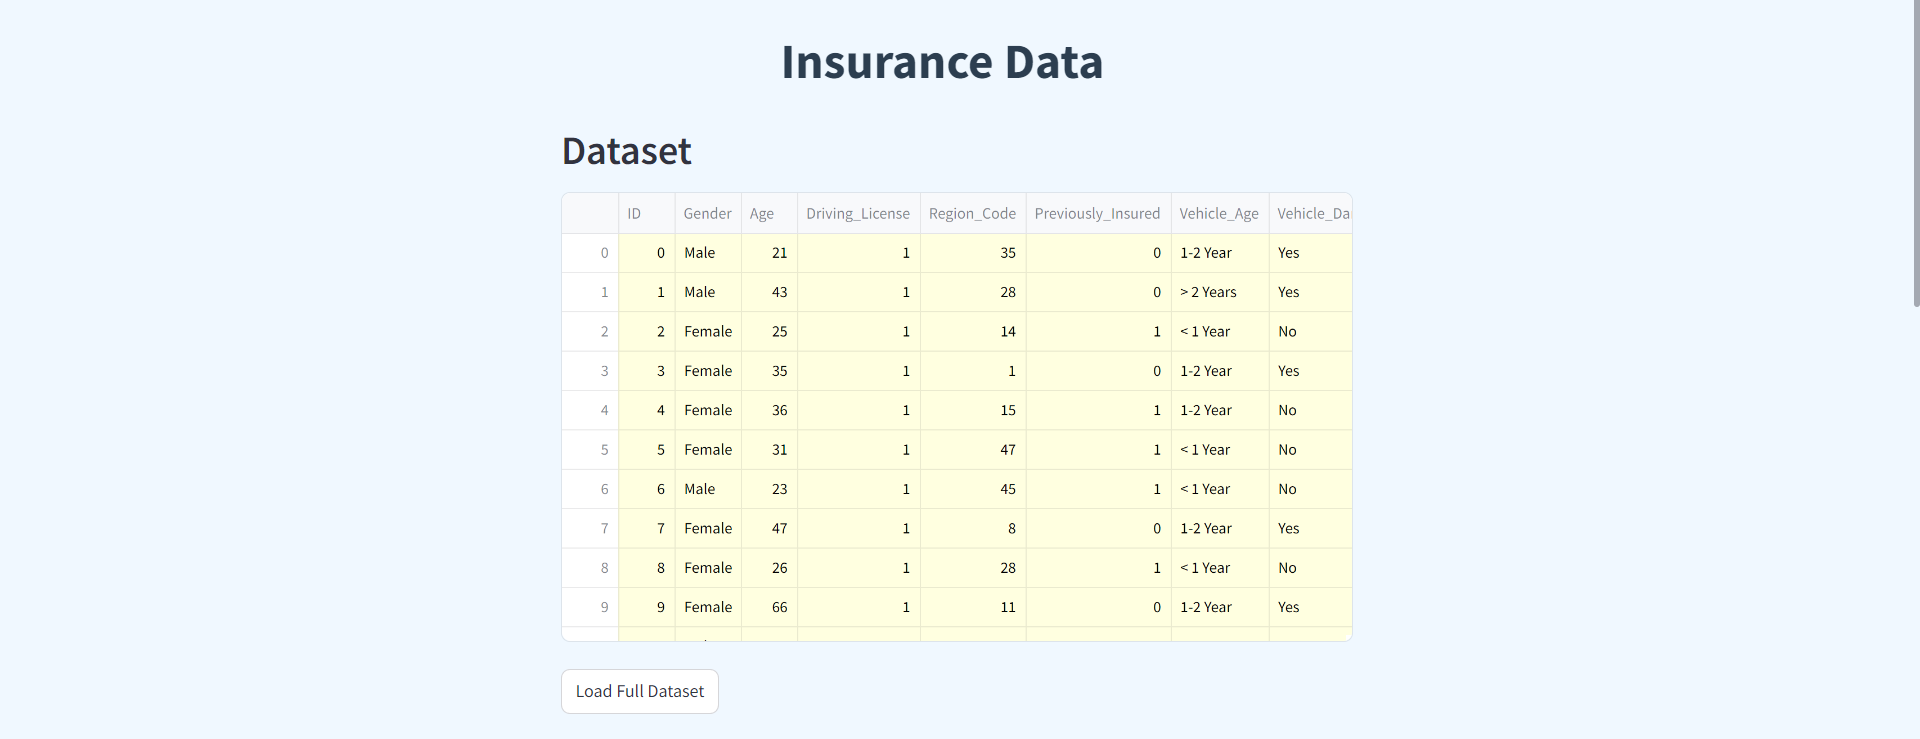 Insurance Data
Dataset
ID Gender Age Driving_License Region_Code Previously_Insured Vehicle_Age Vehicle_Da
0 0 Male 21 1 35 0 1-2 Year Yes
1 1 Male 43 1 28 0 > 2 Years Yes
2 2 Female 25 1 14 1 < 1 Year No
3 3 Female 35 1 1 0 1-2 Year Yes
4 4 Female 36 1 15 1 1-2 Year No
5 5 Female 31 1 47 1 < 1 Year No
6 6 Male 23 1 45 1 < 1 Year No
7 7 Female 47 1 8 0 1-2 Year Yes
8 8 Female 26 1 28 1 < 1 Year No
9 9 Female 66 1 11 0 1-2 Year Yes
Load Full Dataset